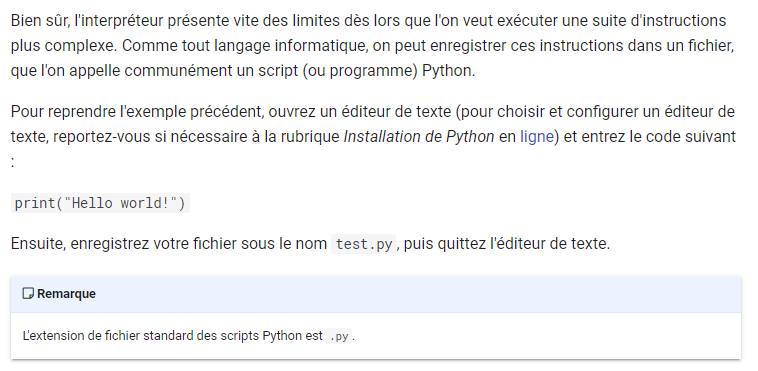 Bien sûr, l'interpréteur présente vite des limites dès lors que l'on veut exécuter une suite d'instructions
plus complexe. Comme tout langage informatique, on peut enregistrer ces instructions dans un fichier,
que l'on appelle communément un script (ou programme) Python.
Pour reprendre l'exemple précédent, ouvrez un éditeur de texte (pour choisir et configurer un éditeur de
texte, reportez-vous si nécessaire à la rubrique Installation de Python en ligne) et entrez le code suivant
:
print("Hello world!")
Ensuite, enregistrez votre fichier sous le nom test.py, puis quittez l'éditeur de texte.
Remarque
L'extension de fichier standard des scripts Python est .py.